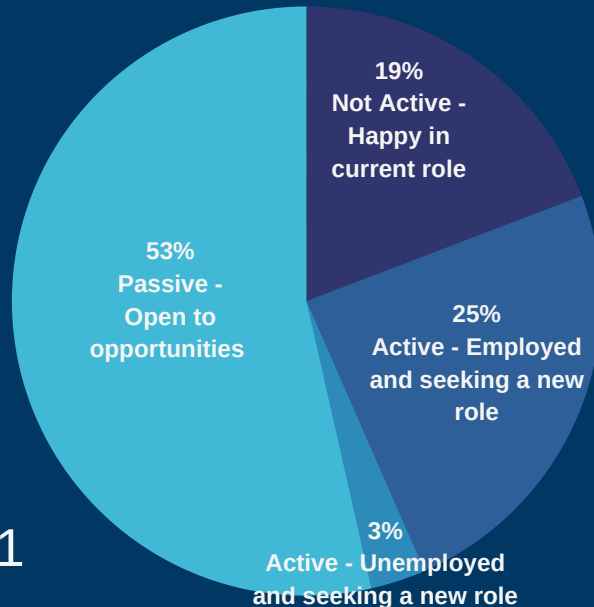 19%
Not Active -
Happy in
current role
53%
Passive -
Open to
opportunities
25%
Active - Employed
and seeking a new
role
3%
Active - Unemployed
and seeking a new role
1